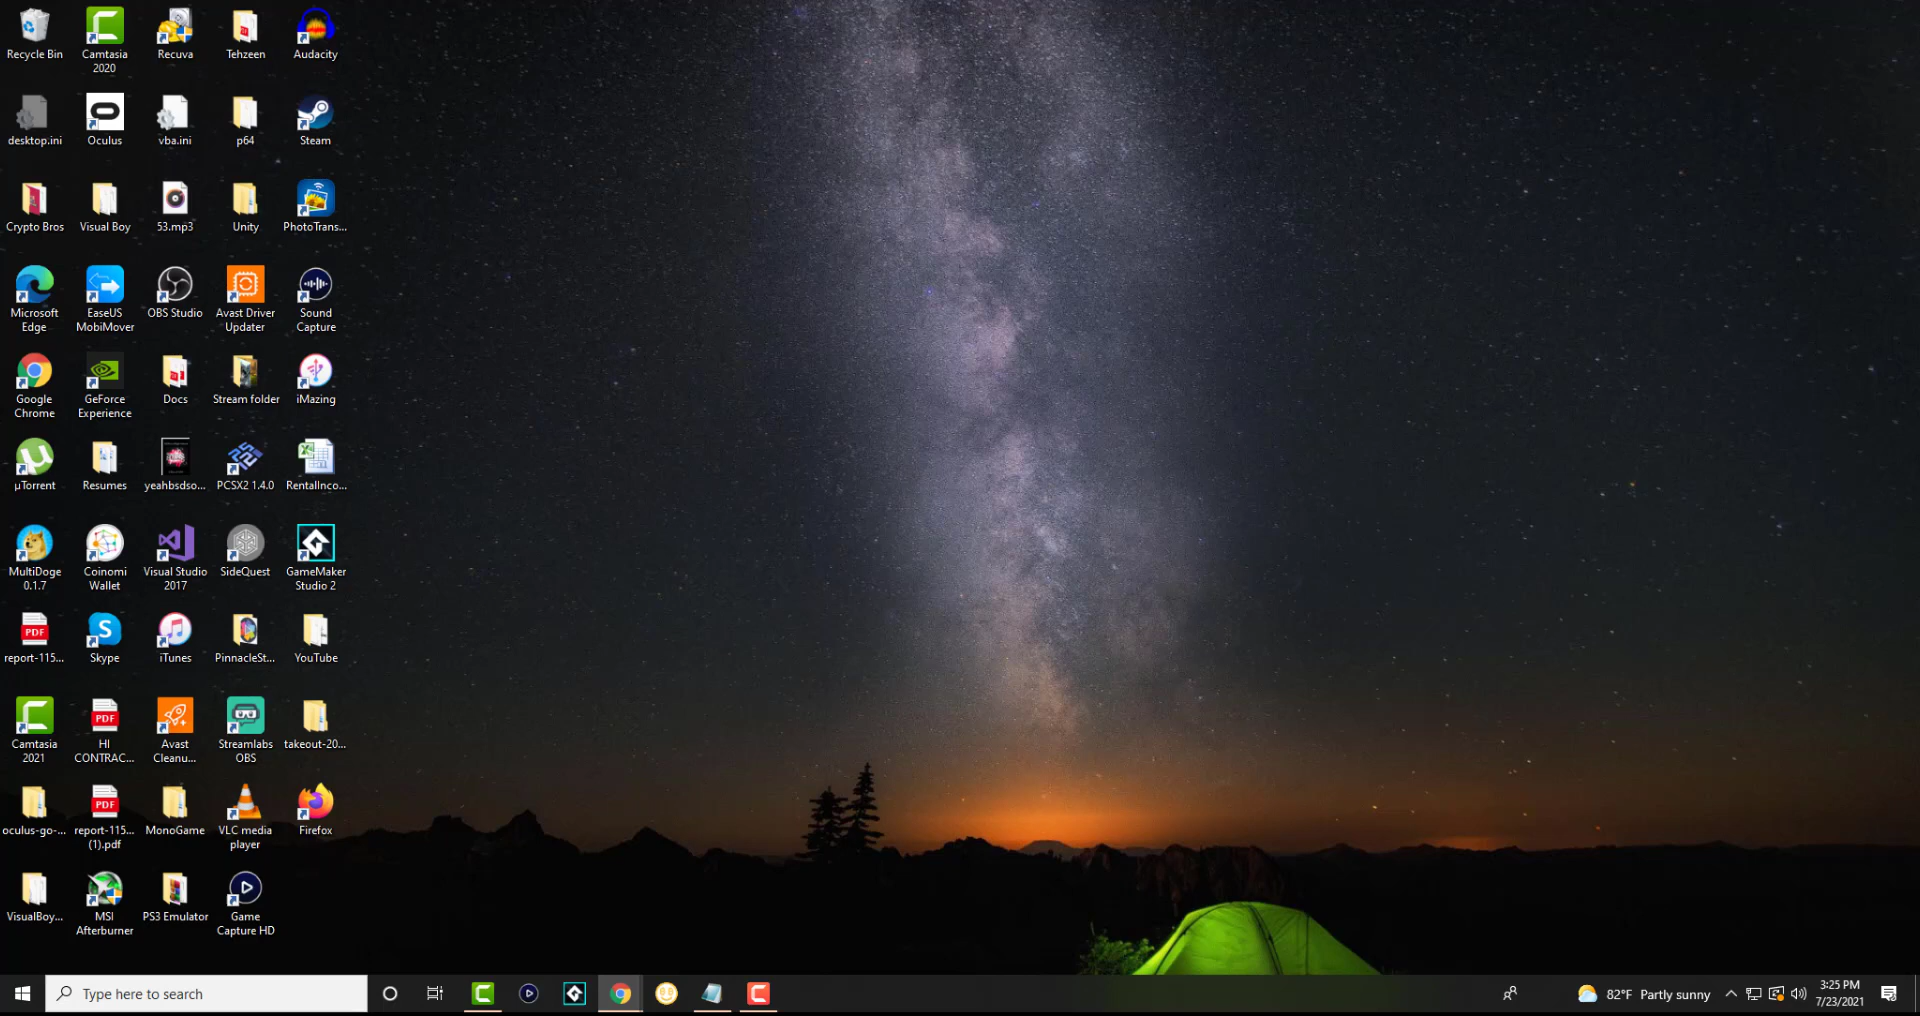 Recycle Bin
Camtasia
2020
Recuva
Tehzeen
Audacity
desktop.ini
Oculus
vba.ini
p64
Steam
Crypto Bros
Visual Boy
53.mp3
Unity
PhotoTrans...
Microsoft
Edge
EaseUS
MobiMover
OBS Studio
Avast Driver
Updater
Sound
Capture
Google
Chrome
GeForce
Experience
Docs
Stream folder
iMazing
µTorrent
Resumes
yeahbsdso...
PCSX2 1.4.0
RentalInco...
MultiDoge
0.1.7
Coinomi
Wallet
Visual Studio
2017
SideQuest
GameMaker
Studio 2
PDF
report-115...
Skype
iTunes
PinnacleSt...
YouTube
Camtasia
2021
PDF
HI
CONTRAC...
Avast
Cleanu...
Streamlabs
OBS
takeout-20...
oculus-go-...
PDF
report-115...
(1).pdf
MonoGame
VLC media
player
Firefox
VisualBoy...
MSI
Afterburner
PS3 Emulator
Game
Capture HD
Type here to search
82°F Partly sunny
3:25 PM
7/23/2021